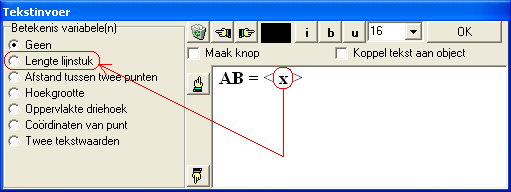 Tekstinvoer
Betekenis variabele(n)
Geen
Lengte lijnstuk
Afstand tussen twee punten
Hoekgrootte
Oppervlakte driehoek
Coördinaten van punt
Twee tekstwaarden
i b u 16 OK
Maak knop Koppel tekst aan object
AB = <x>